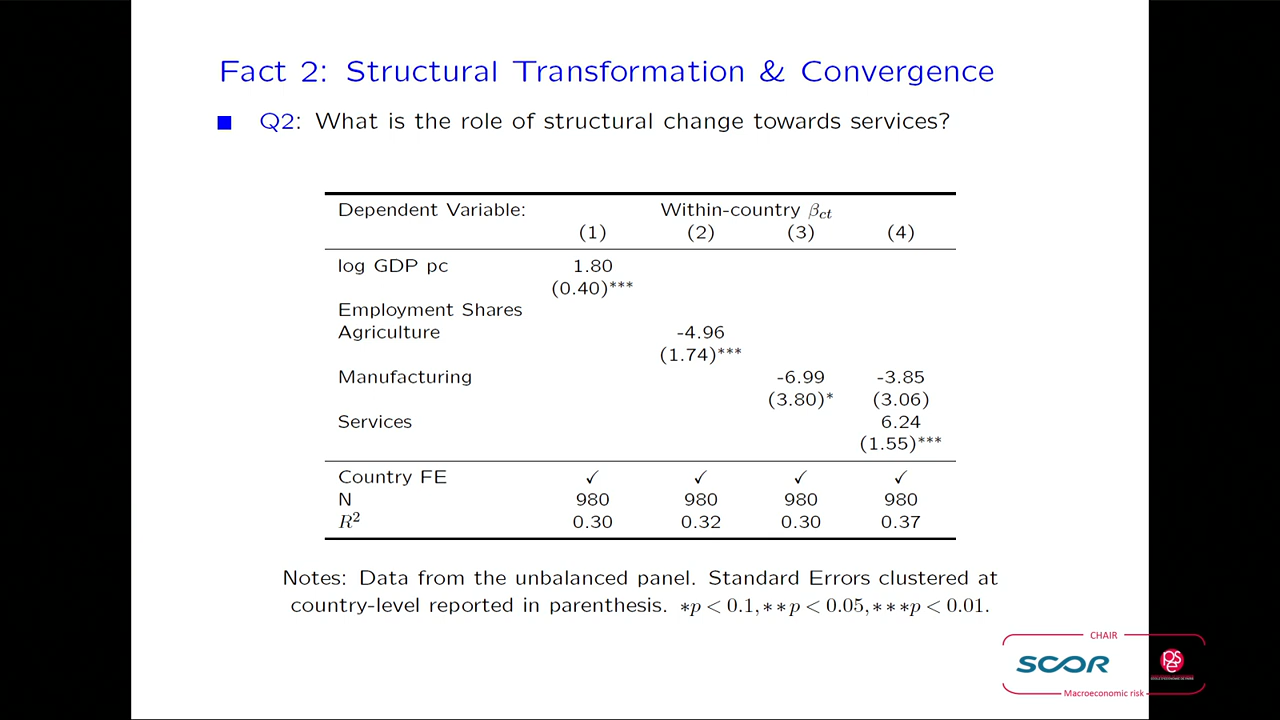 Fact 2: Structural Transformation & Convergence
Q2: What is the role of structural change towards services?
Dependent Variable: Within-country βct
(1) (2) (3) (4)
log GDP pc 1.80
(0.40)***
Employment Shares
Agriculture -4.96
(1.74)***
Manufacturing -6.99 -3.85
(3.80)* (3.06)
Services 6.24
(1.55)***
Country FE ✓ ✓ ✓ ✓
N 980 980 980 980
R² 0.30 0.32 0.30 0.37
Notes: Data from the unbalanced panel. Standard Errors clustered at
country-level reported in parenthesis. *p < 0.1, **p < 0.05, ***p < 0.01.
CHAIR
SCOR
Macroeconomic risk